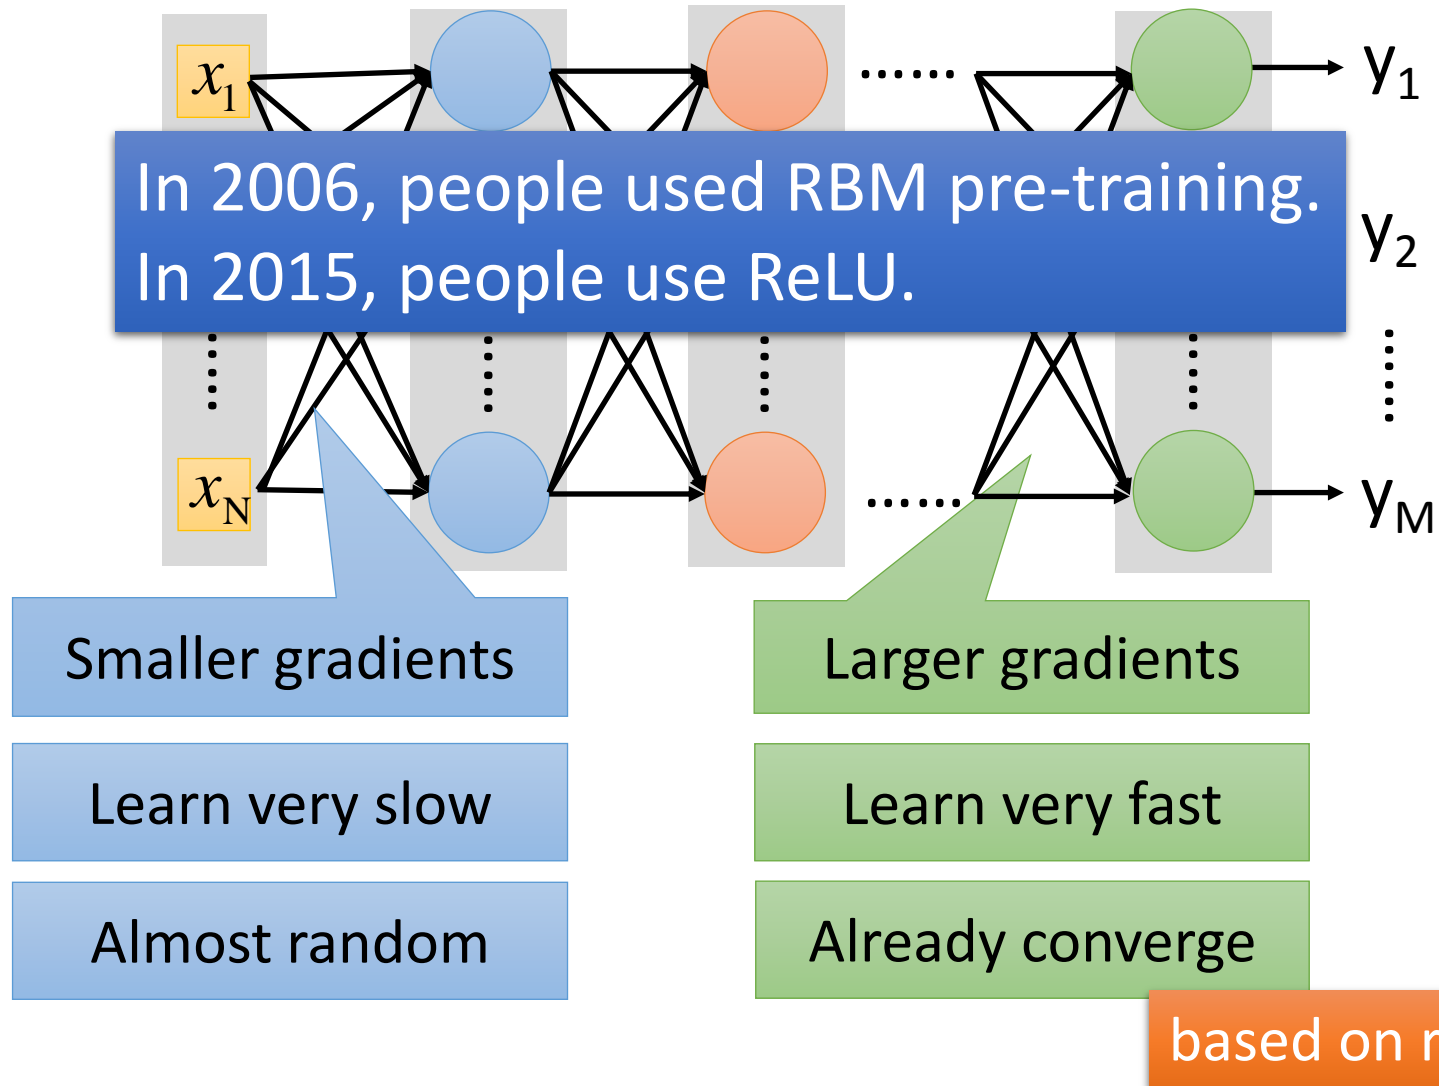 x1
y1
In 2006, people used RBM pre-training.
In 2015, people use ReLU.
y2
xN
yM
Smaller gradients
Larger gradients
Learn very slow
Learn very fast
Almost random
Already converge
based on